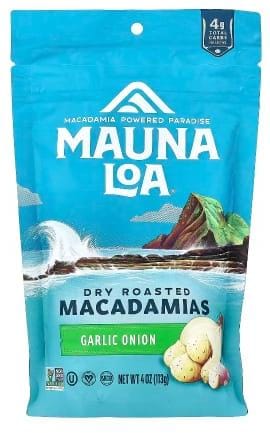 4g
TOTAL
CARBS
MACADAMIA POWERED PARADISE
MAUNA
LOA
DRY ROASTED
MACADAMIAS
GARLIC ONION
NET WT 4 OZ (113g)